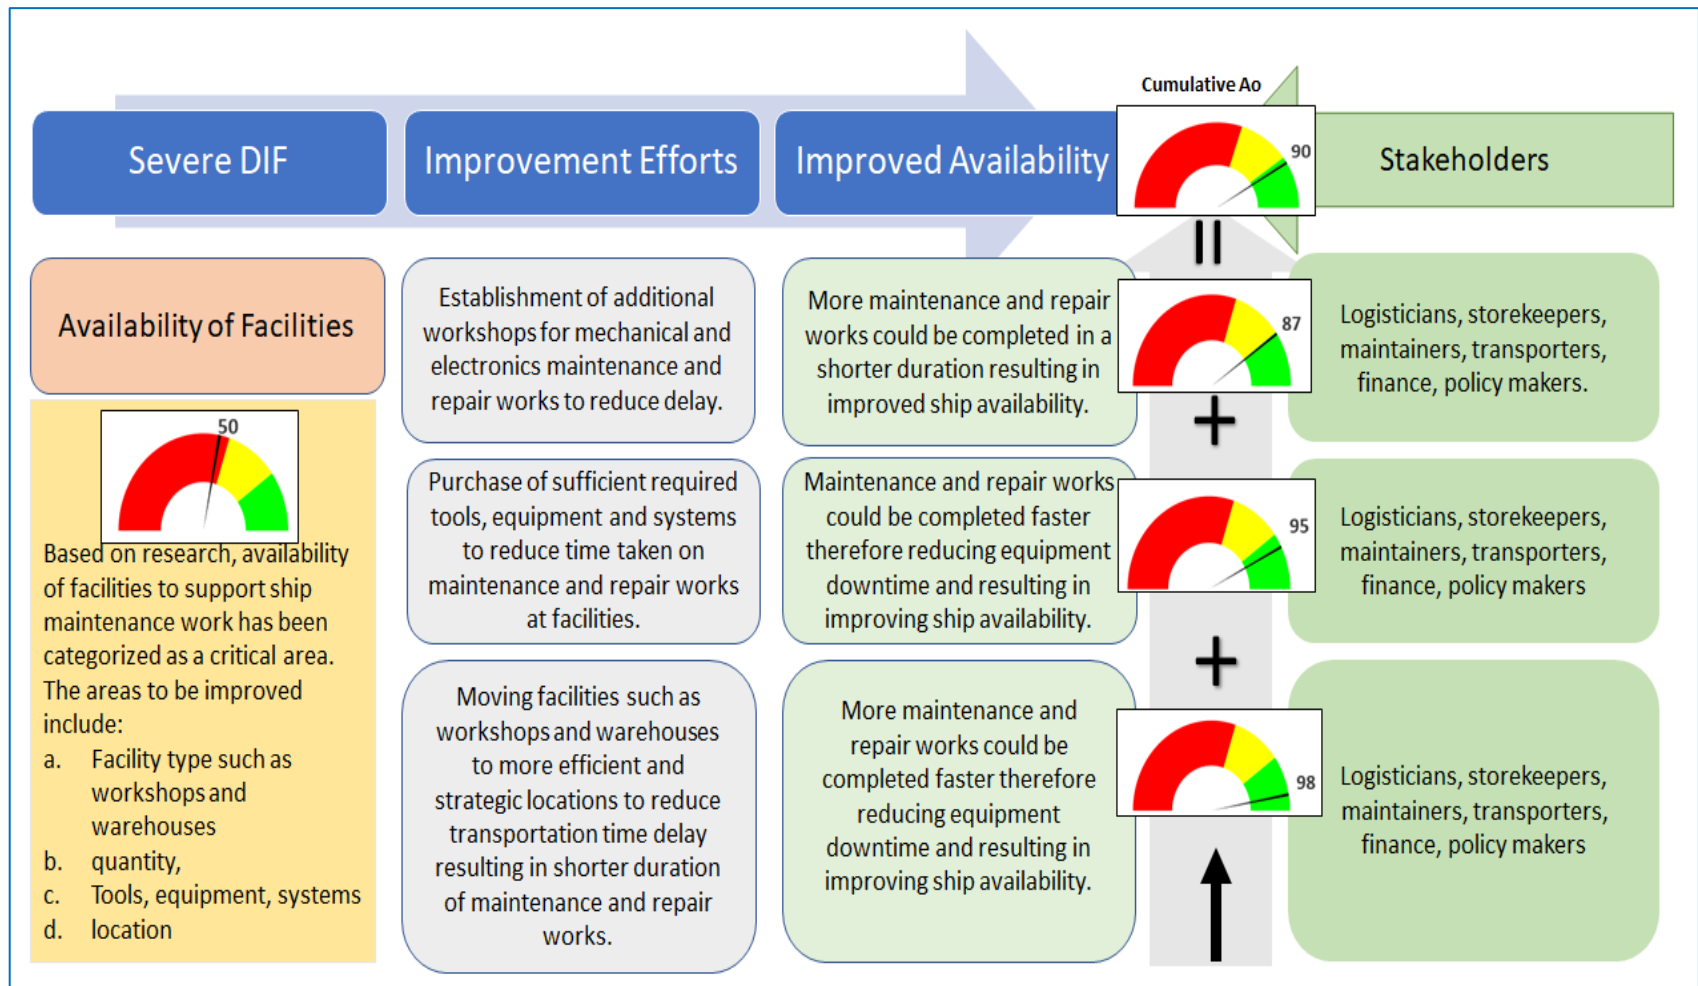 Cumulative Ao
Severe DIF
Improvement Efforts
Improved Availability
90
Stakeholders
Availability of Facilities
50
Based on research, availability
of facilities to support ship
maintenance work has been
categorized as a critical area.
The areas to be improved
include:
a. Facility type such as
workshops and
warehouses
b. quantity,
c. Tools, equipment, systems
d. location
Establishment of additional
workshops for mechanical and
electronics maintenance and
repair works to reduce delay.
More maintenance and repair
works could be completed in a
shorter duration resulting in
improved ship availability.
=
87
Logisticians, storekeepers,
maintainers, transporters,
finance, policy makers.
+
Purchase of sufficient required
tools, equipment and systems
to reduce time taken on
maintenance and repair works
at facilities.
Maintenance and repair works
could be completed faster
therefore reducing equipment
downtime and resulting in
improving ship availability.
95
Logisticians, storekeepers,
maintainers, transporters,
finance, policy makers
+
Moving facilities such as
workshops and warehouses
to more efficient and
strategic locations to reduce
transportation time delay
resulting in shorter duration
of maintenance and repair
works.
More maintenance and
repair works could be
completed faster therefore
reducing equipment
downtime and resulting in
improving ship availability.
98
Logisticians, storekeepers,
maintainers, transporters,
finance, policy makers